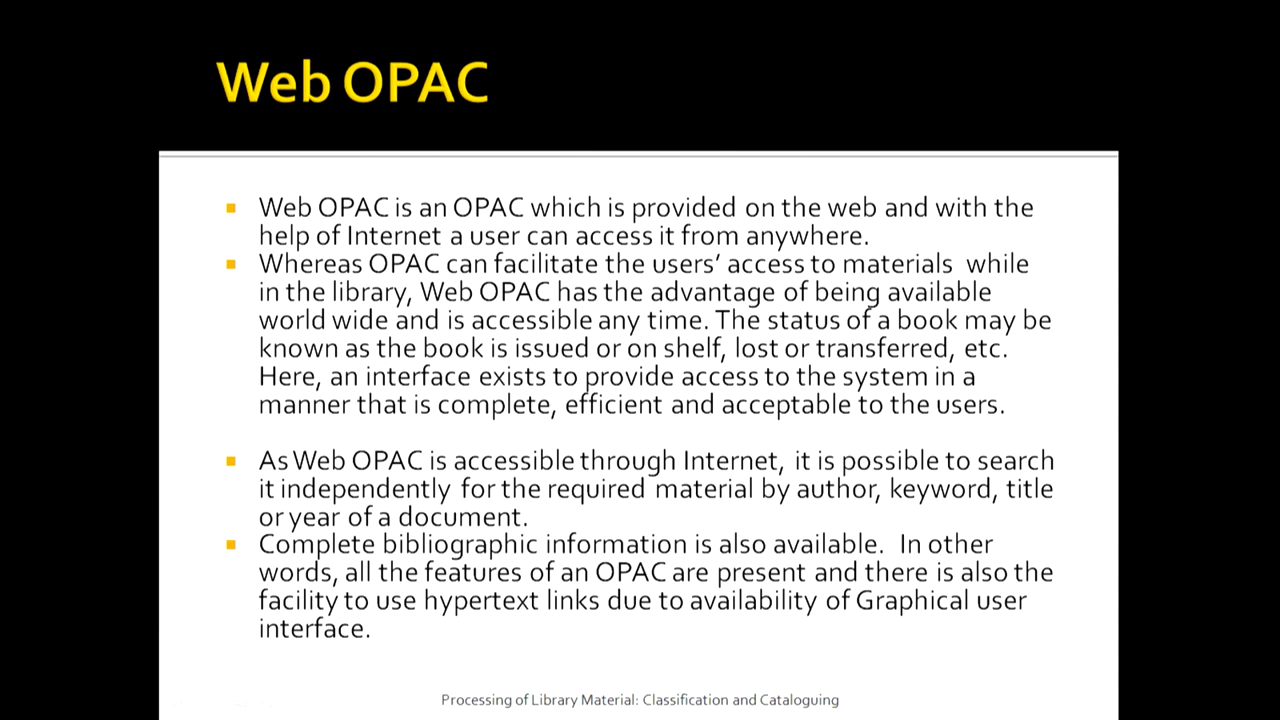 Web OPAC
Web OPAC is an OPAC which is provided on the web and with the
help of Internet a user can access it from anywhere.
Whereas OPAC can facilitate the users’ access to materials while
in the library, Web OPAC has the advantage of being available
world wide and is accessible any time. The status of a book may be
known as the book is issued or on shelf, lost or transferred, etc.
Here, an interface exists to provide access to the system in a
manner that is complete, efficient and acceptable to the users.
As Web OPAC is accessible through Internet, it is possible to search
it independently for the required material by author, keyword, title
or year of a document.
Complete bibliographic information is also available. In other
words, all the features of an OPAC are present and there is also the
facility to use hypertext links due to availability of Graphical user
interface.
Processing of Library Material: Classification and Cataloguing